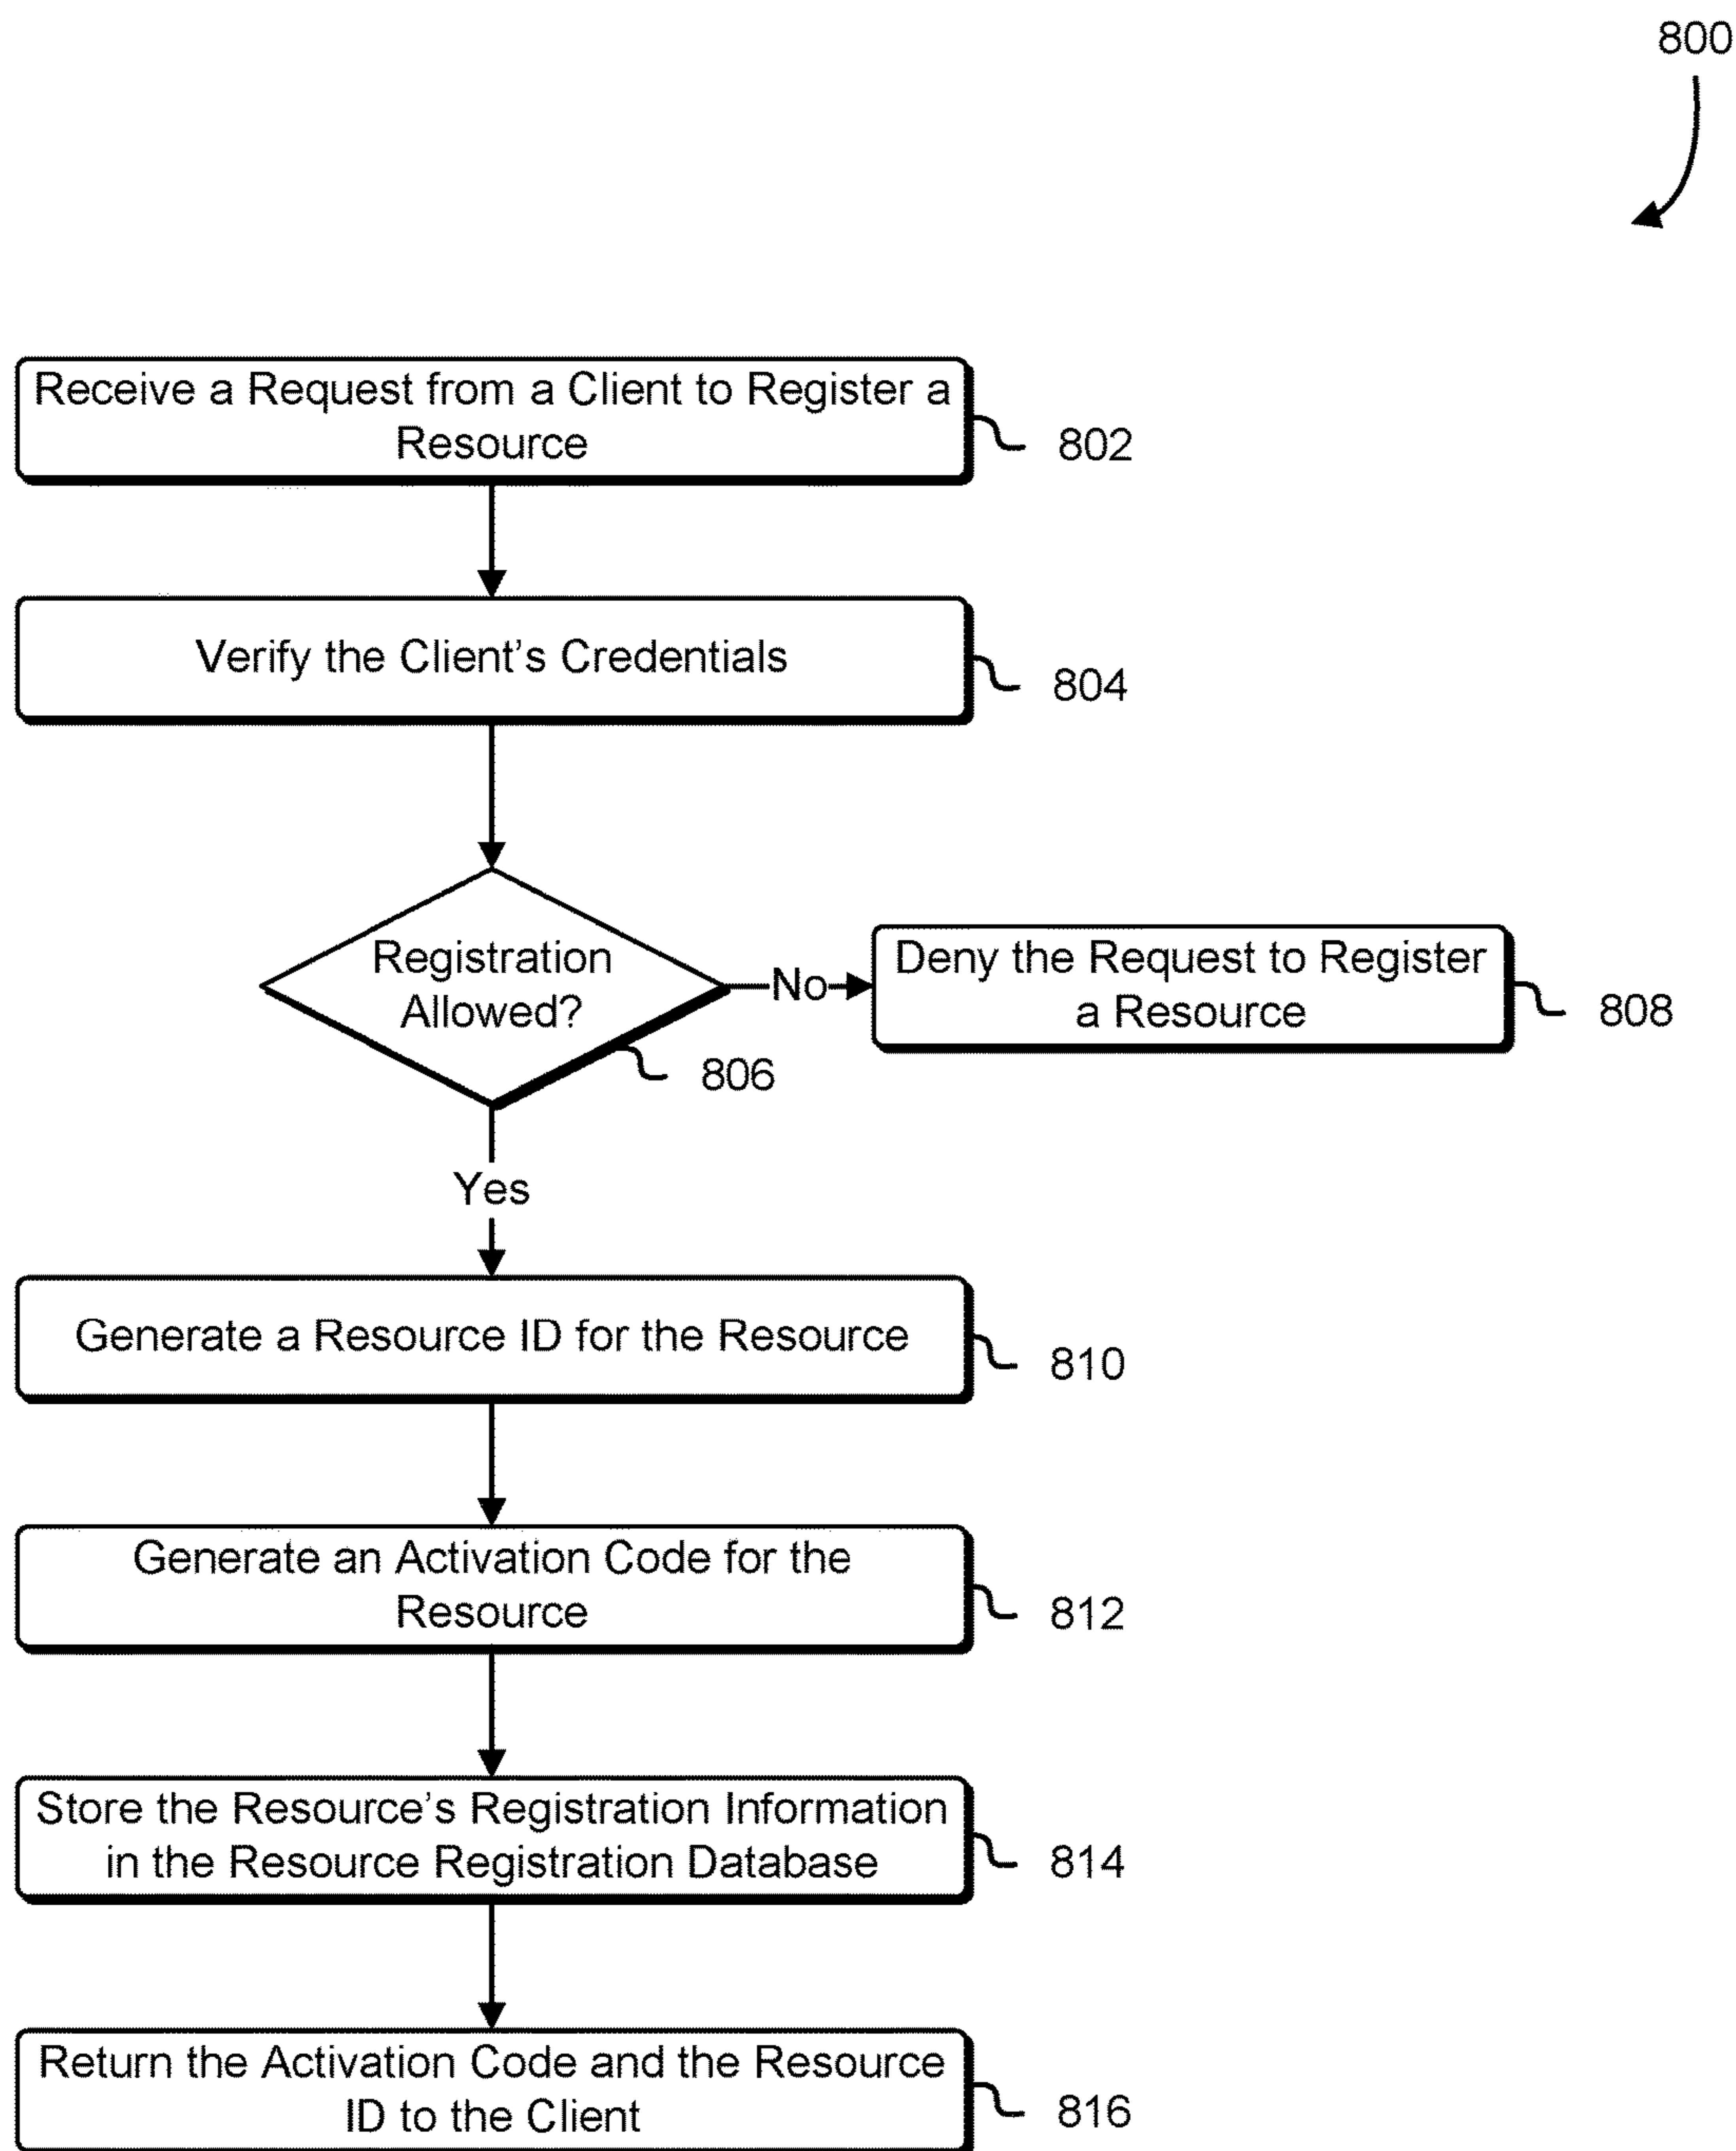 800
Receive a Request from a Client to Register a
Resource
802
Verify the Client's Credentials
804
Registration
Allowed?
806
No
Deny the Request to Register
a Resource
808
Yes
Generate a Resource ID for the Resource
810
Generate an Activation Code for the
Resource
812
Store the Resource's Registration Information
in the Resource Registration Database
814
Return the Activation Code and the Resource
ID to the Client
816